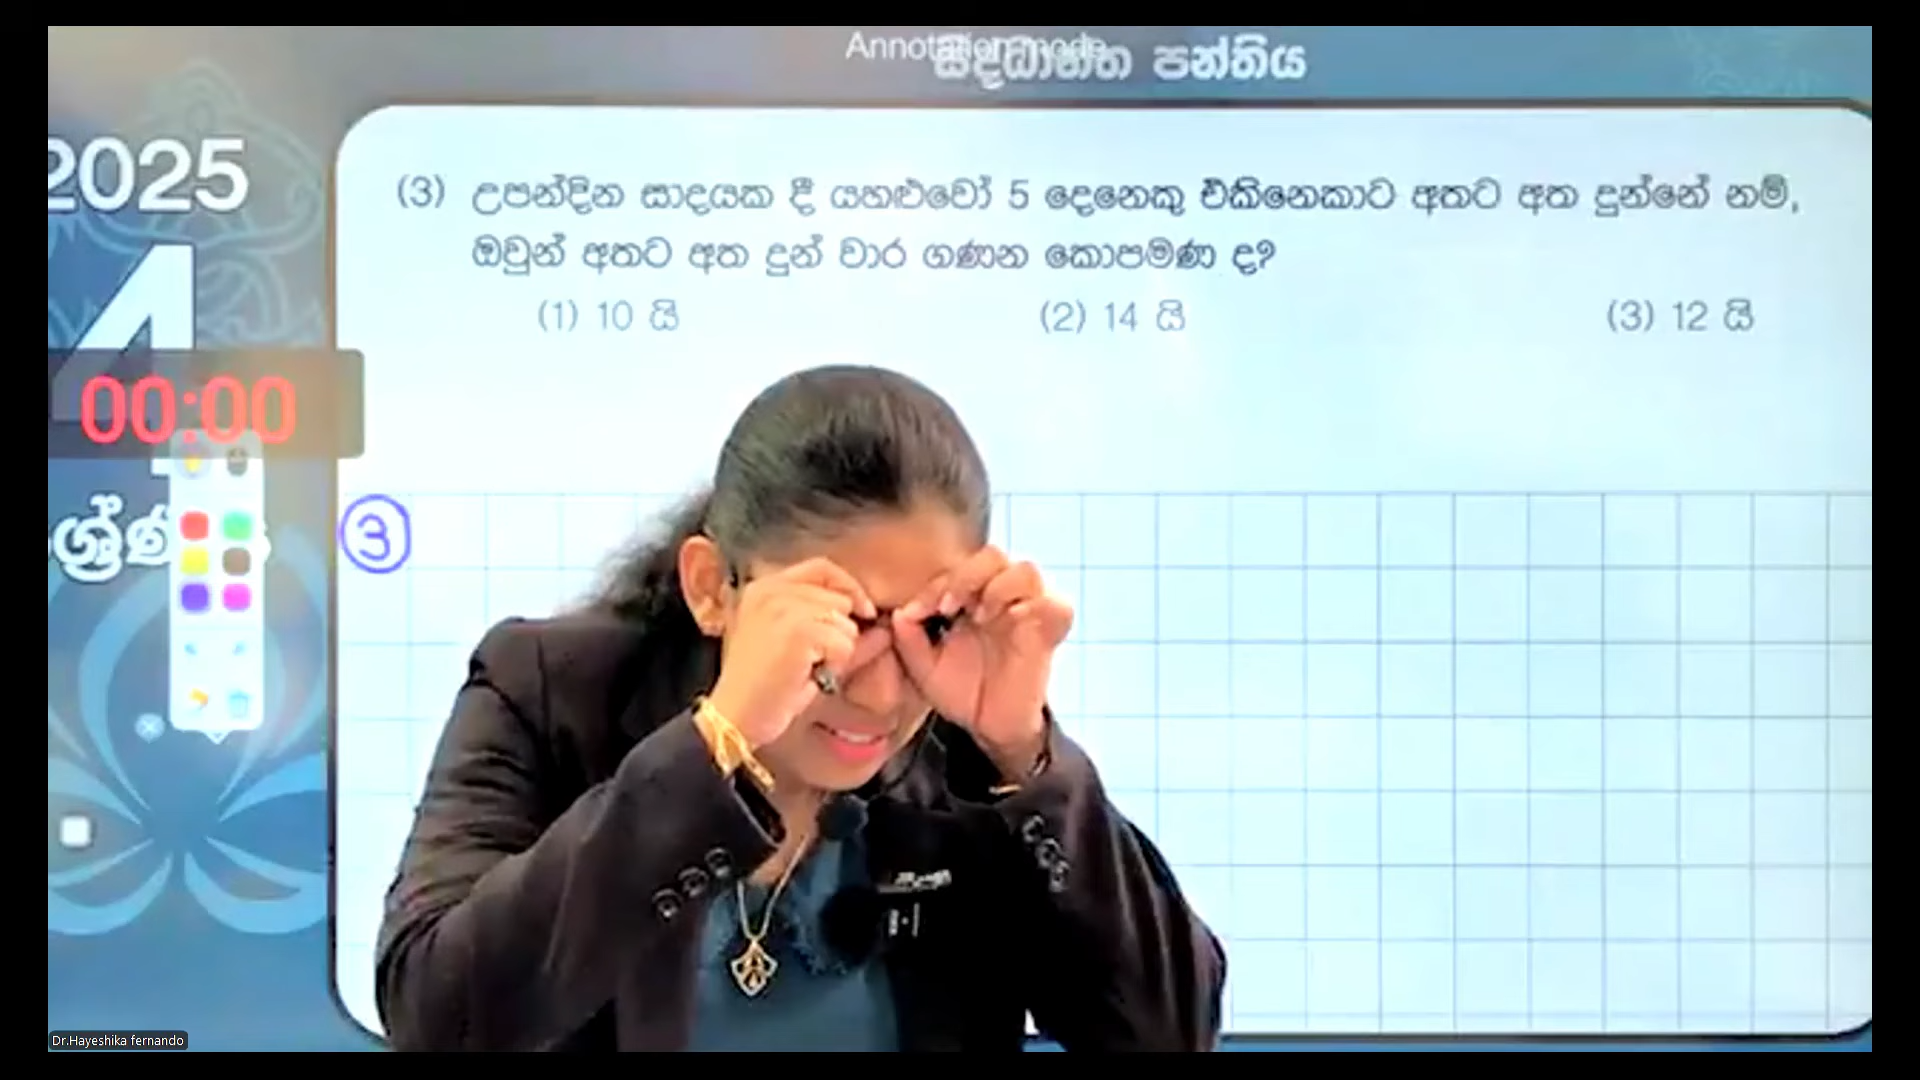 Annotation mode
සිද්ධාන්ත පන්තිය
2025
4
00:00
ශ්‍රේණිය
(3) උපන්දින සාදයක දී යහළුවෝ 5 දෙනෙකු එකිනෙකාට අතට අත දුන්නේ නම්,
ඔවුන් අතට අත දුන් වාර ගණන කොපමණ ද?
(1) 10 යි (2) 14 යි (3) 12 යි
3
Dr.Hayeshika fernando